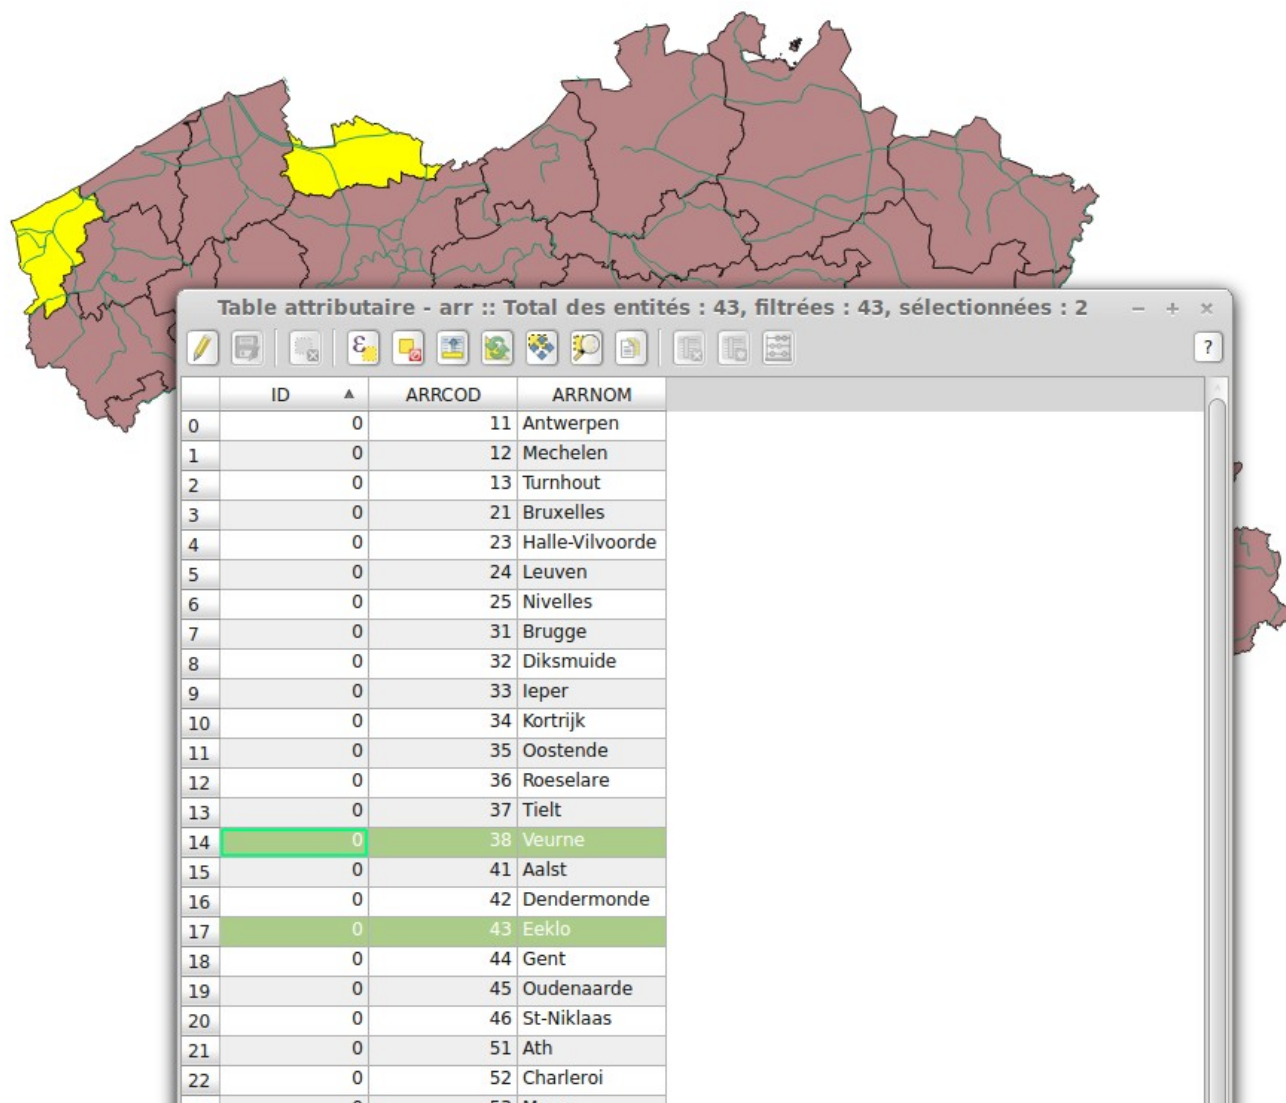 Table attributaire - arr :: Total des entités : 43, filtrées : 43, sélectionnées : 2
ε ?
ID ARRCOD ARRNOM
0 0 11 Antwerpen
1 0 12 Mechelen
2 0 13 Turnhout
3 0 21 Bruxelles
4 0 23 Halle-Vilvoorde
5 0 24 Leuven
6 0 25 Nivelles
7 0 31 Brugge
8 0 32 Diksmuide
9 0 33 Ieper
10 0 34 Kortrijk
11 0 35 Oostende
12 0 36 Roeselare
13 0 37 Tielt
14 0 38 Veurne
15 0 41 Aalst
16 0 42 Dendermonde
17 0 43 Eeklo
18 0 44 Gent
19 0 45 Oudenaarde
20 0 46 St-Niklaas
21 0 51 Ath
22 0 52 Charleroi